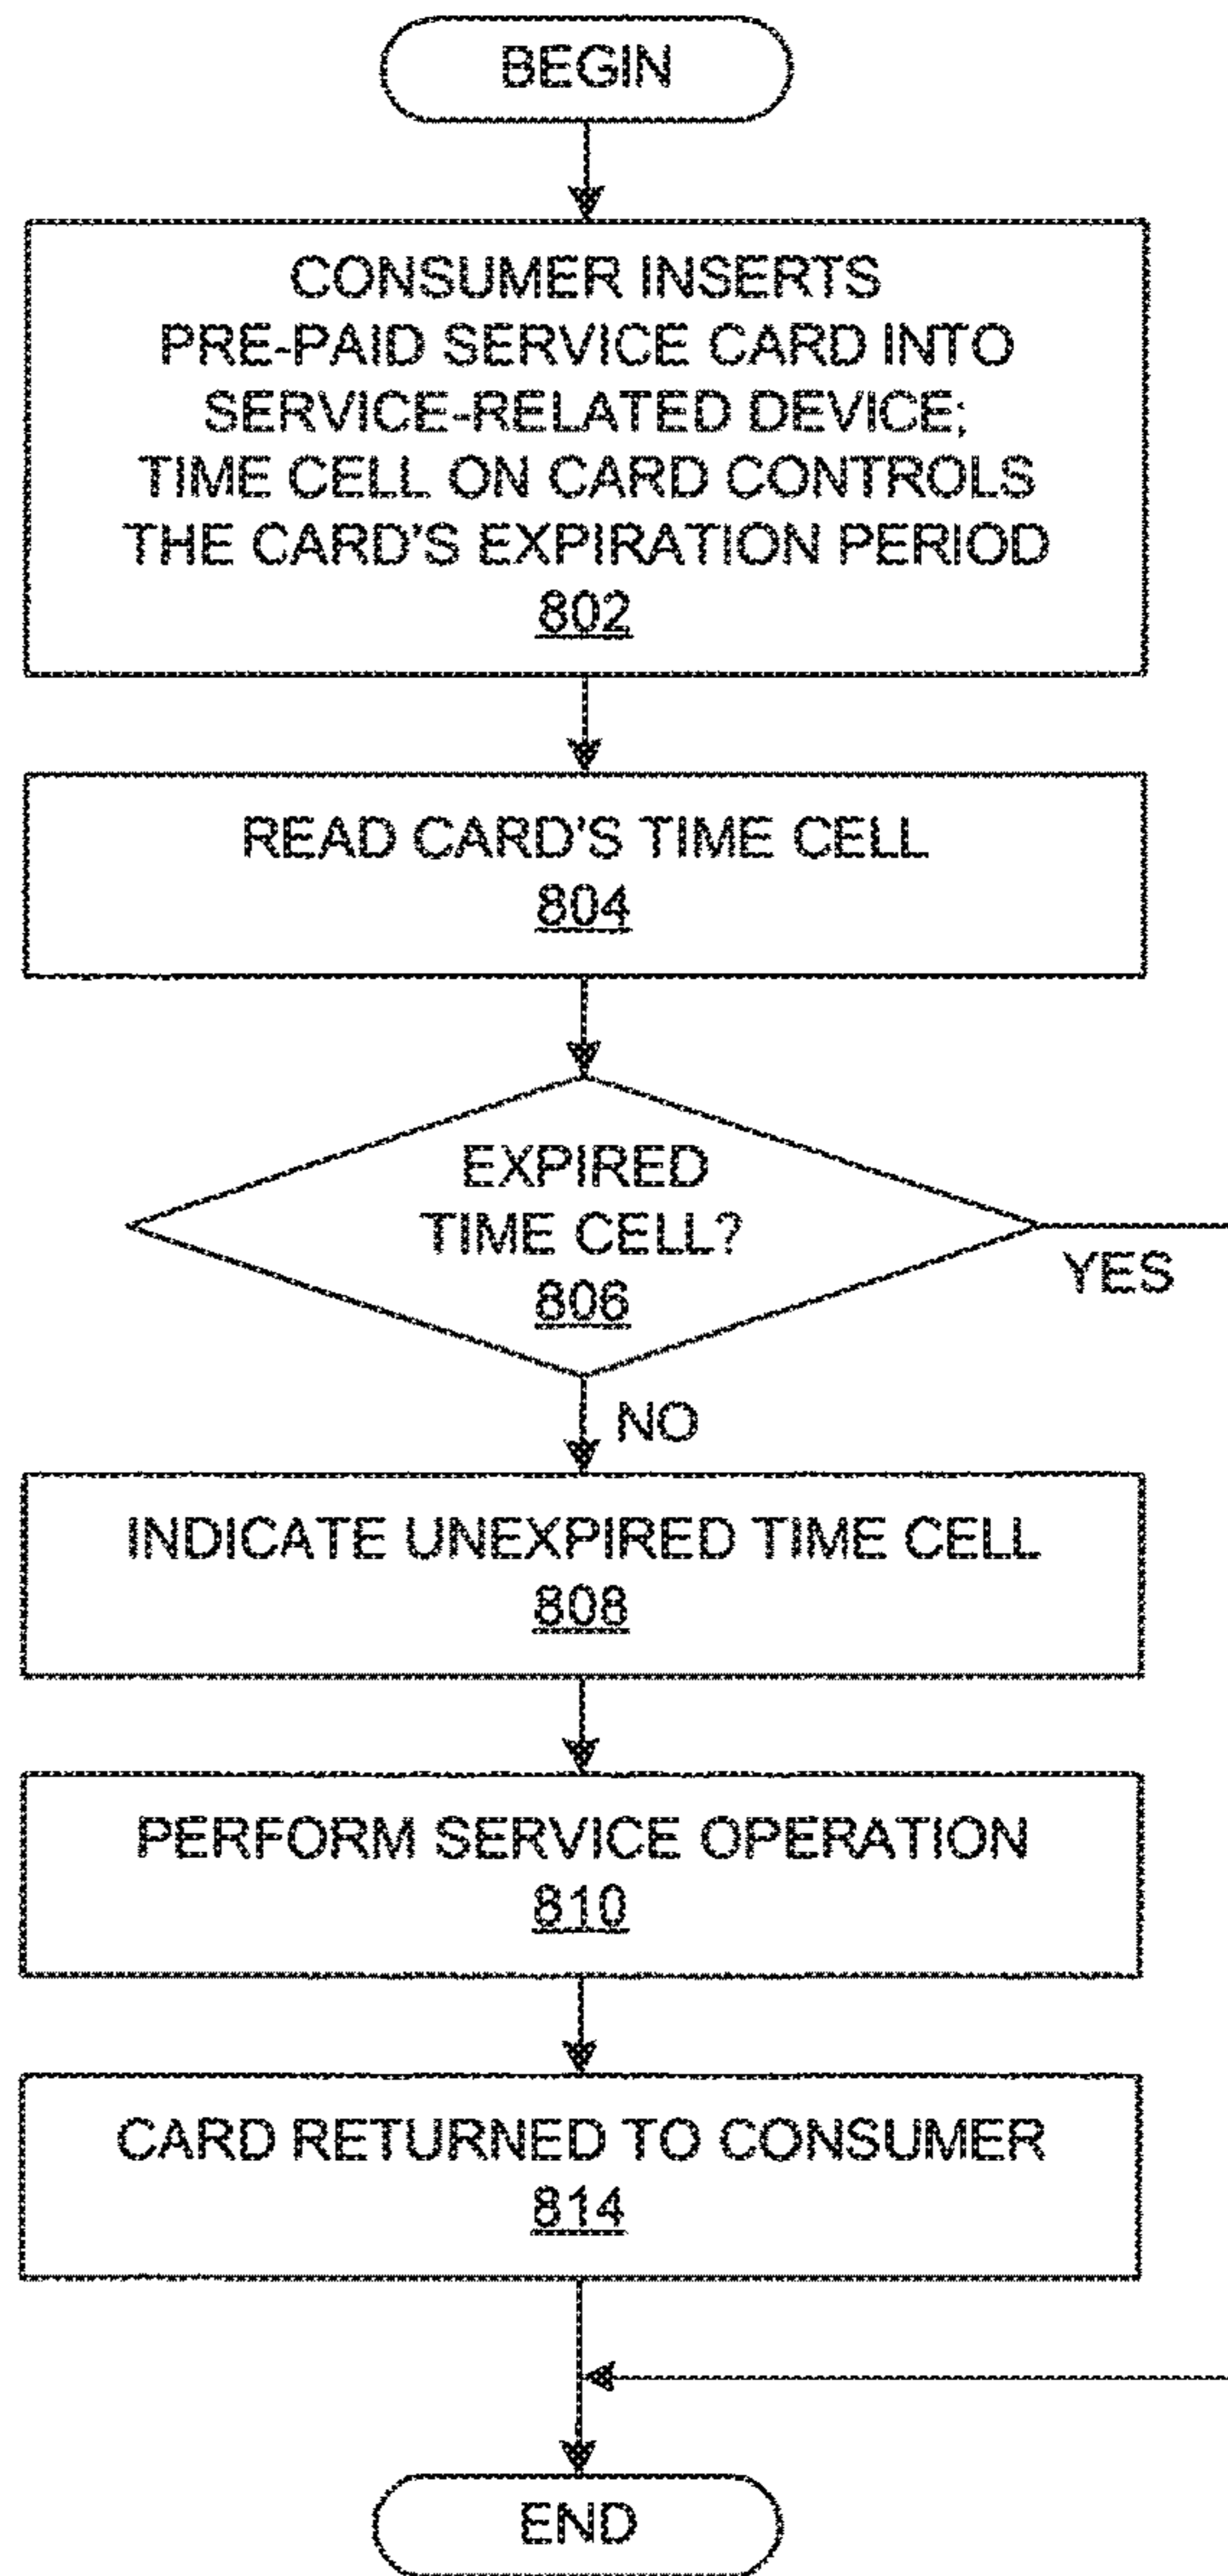 BEGIN
CONSUMER INSERTS
PRE-PAID SERVICE CARD INTO
SERVICE-RELATED DEVICE;
TIME CELL ON CARD CONTROLS
THE CARD'S EXPIRATION PERIOD
802
READ CARD'S TIME CELL
804
EXPIRED
TIME CELL?
806
YES
NO
INDICATE UNEXPIRED TIME CELL
808
PERFORM SERVICE OPERATION
810
CARD RETURNED TO CONSUMER
814
END